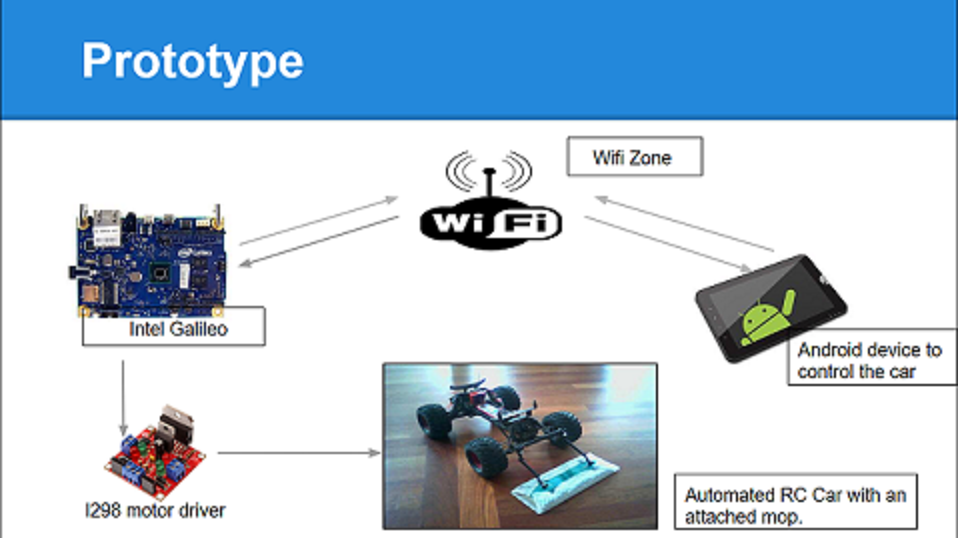 Prototype
Wifi Zone
Wi Fi
Intel Galileo
Android device to
control the car
I298 motor driver
Automated RC Car with an
attached mop.